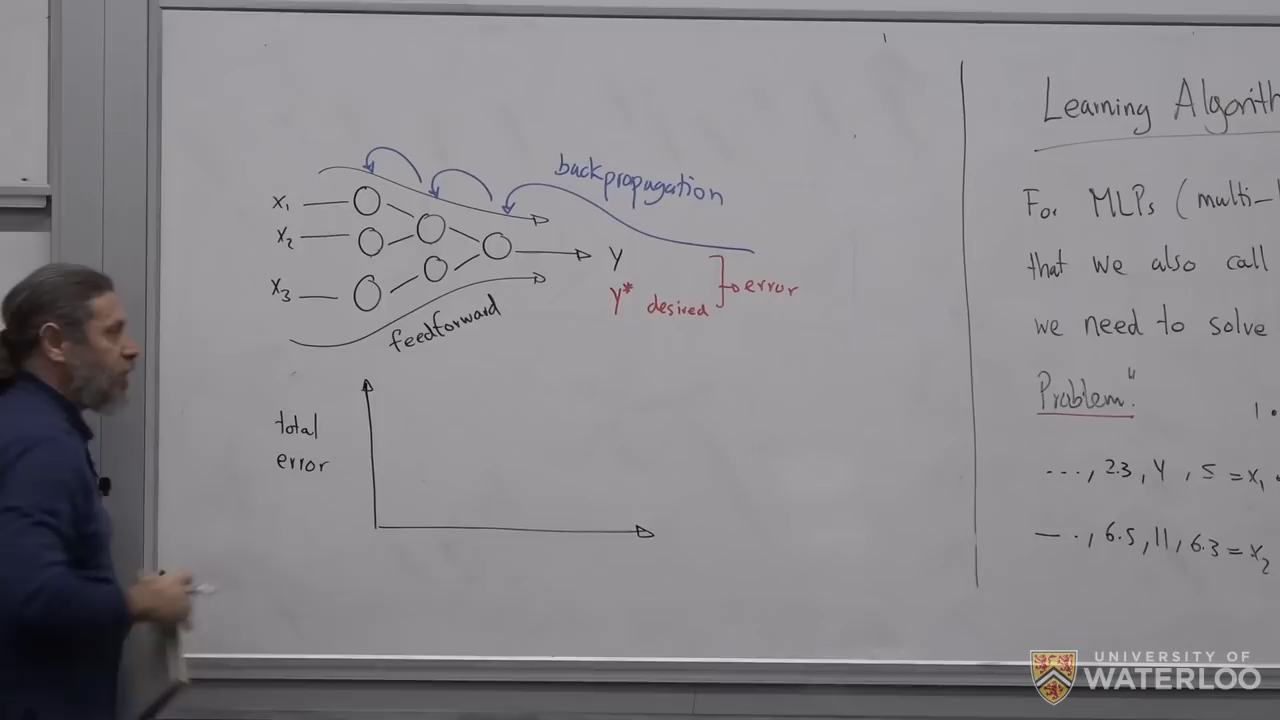 backpropagation
x₁
x₂
x₃
y
y* desired
error
feedforward
total
error
Learning Algorith
For MLPs (multi-
that we also call
we need to solve
Problem".
1.
..., 2.3, 4, 5 = x₁
—., 6.5, 11, 6.3 = x₂
UNIVERSITY OF
WATERLOO